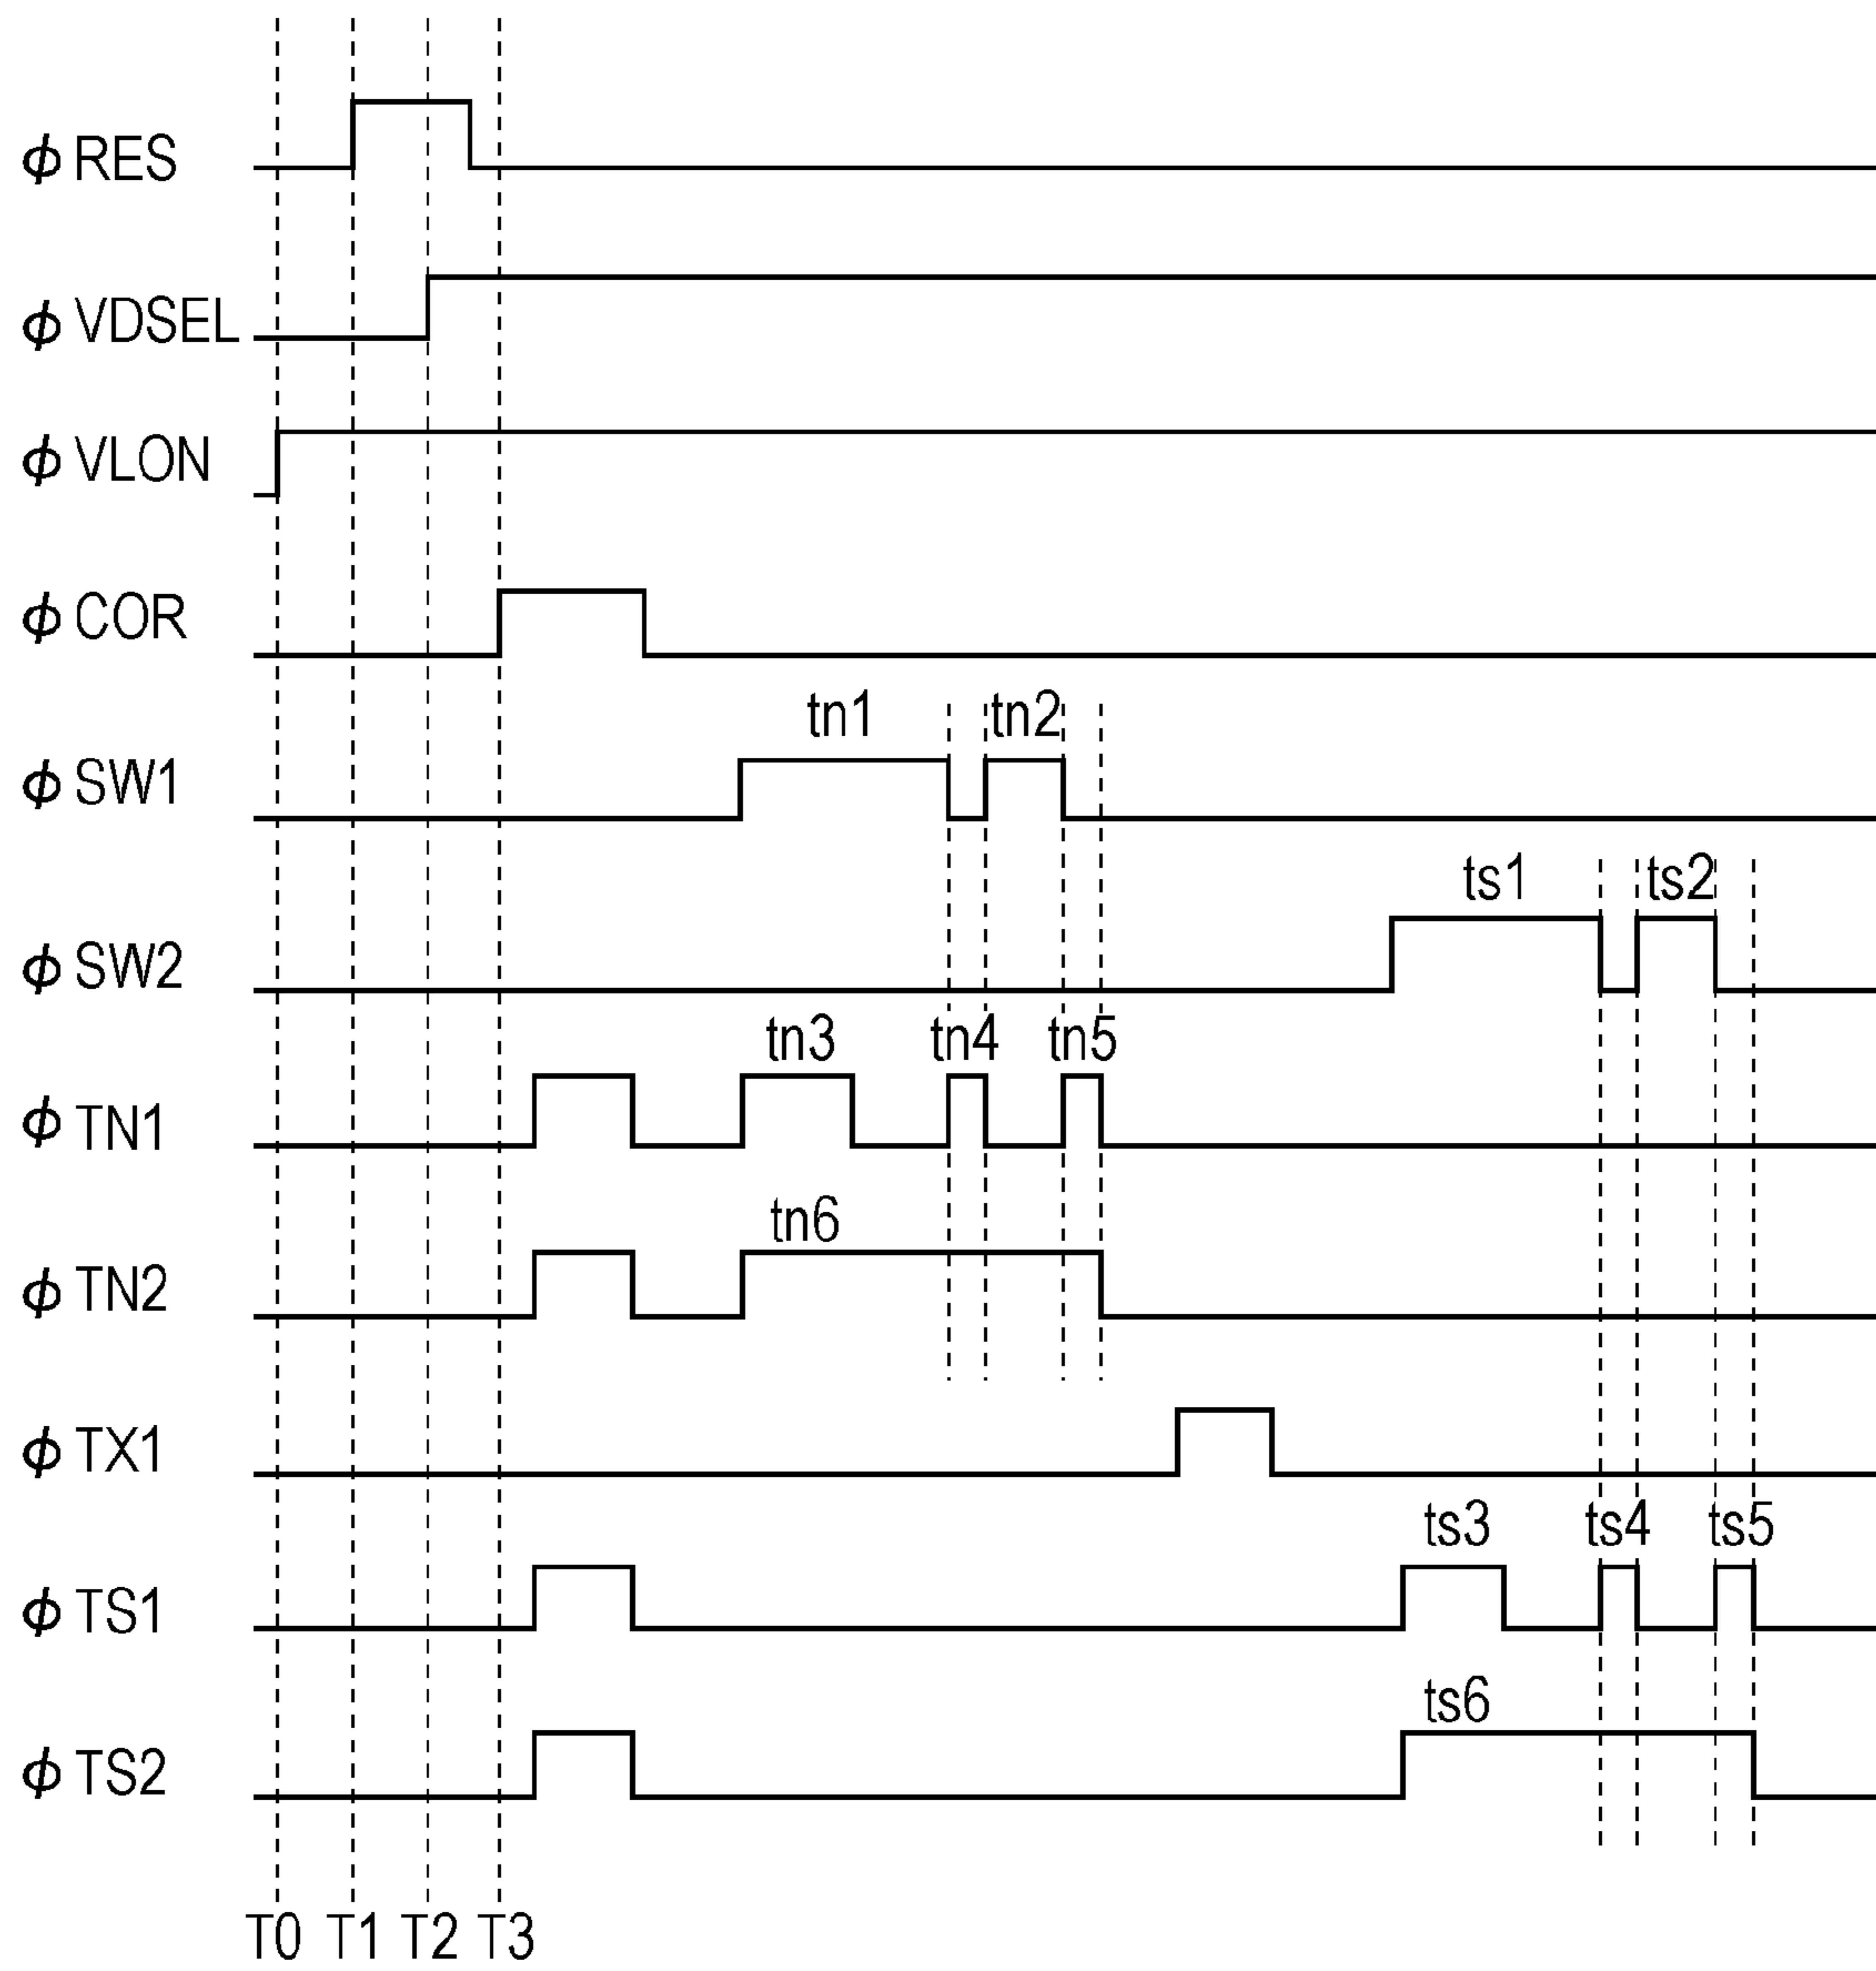 ϕ RES
ϕ VDSEL
ϕ VLON
ϕ COR
tn1 tn2
ϕ SW1
ts1 ts2
ϕ SW2
tn3 tn4 tn5
ϕ TN1
tn6
ϕ TN2
ϕ TX1
ts3 ts4 ts5
ϕ TS1
ts6
ϕ TS2
T0 T1 T2 T3